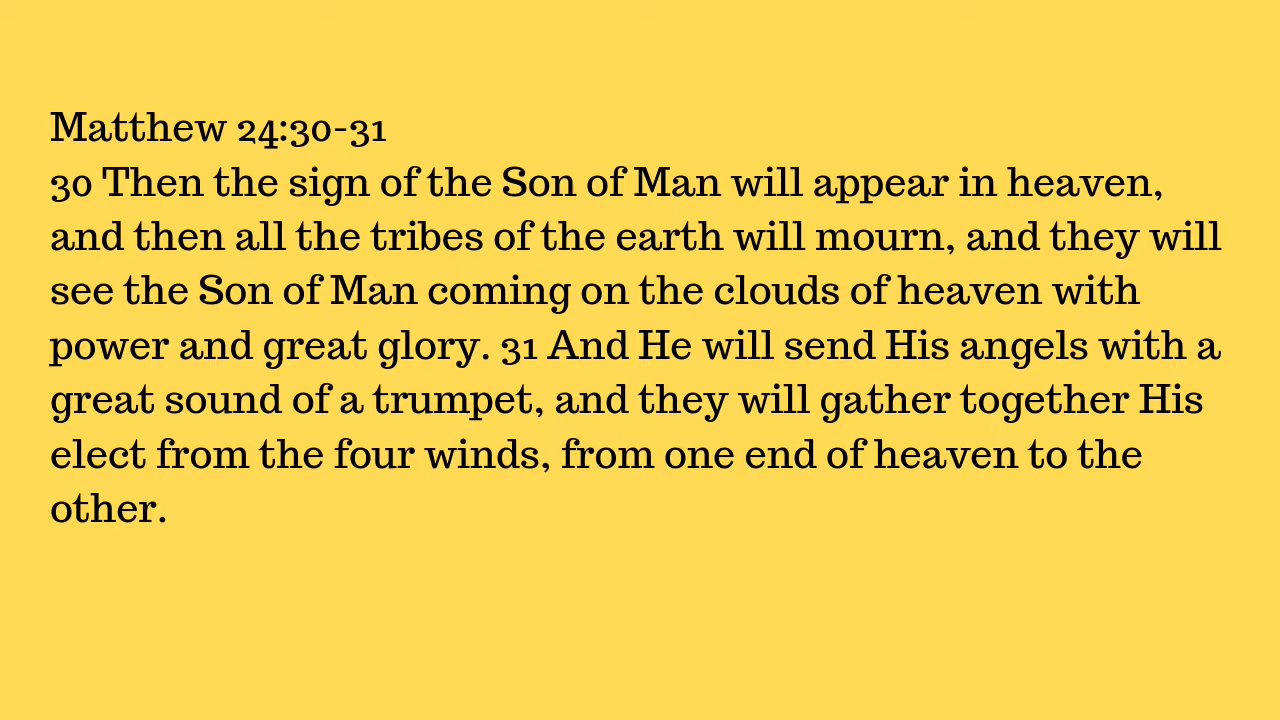 Matthew 24:30-31
30 Then the sign of the Son of Man will appear in heaven,
and then all the tribes of the earth will mourn, and they will
see the Son of Man coming on the clouds of heaven with
power and great glory. 31 And He will send His angels with a
great sound of a trumpet, and they will gather together His
elect from the four winds, from one end of heaven to the
other.